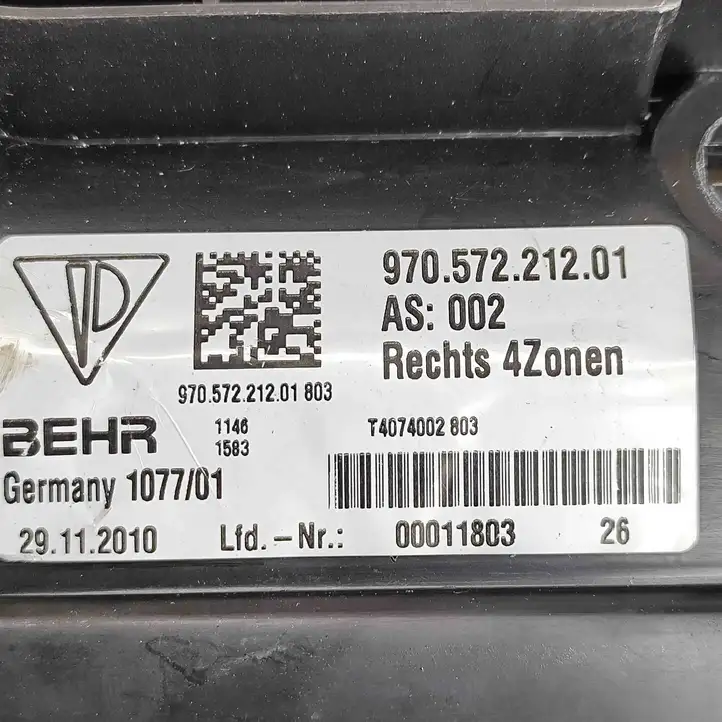 970.572.212.01
AS: 002
Rechts 4Zonen
970.572.212.01 803
BEHR
1146
1583
T4074002 803
Germany 1077/01
29.11.2010 Lfd.-Nr.: 00011803 26